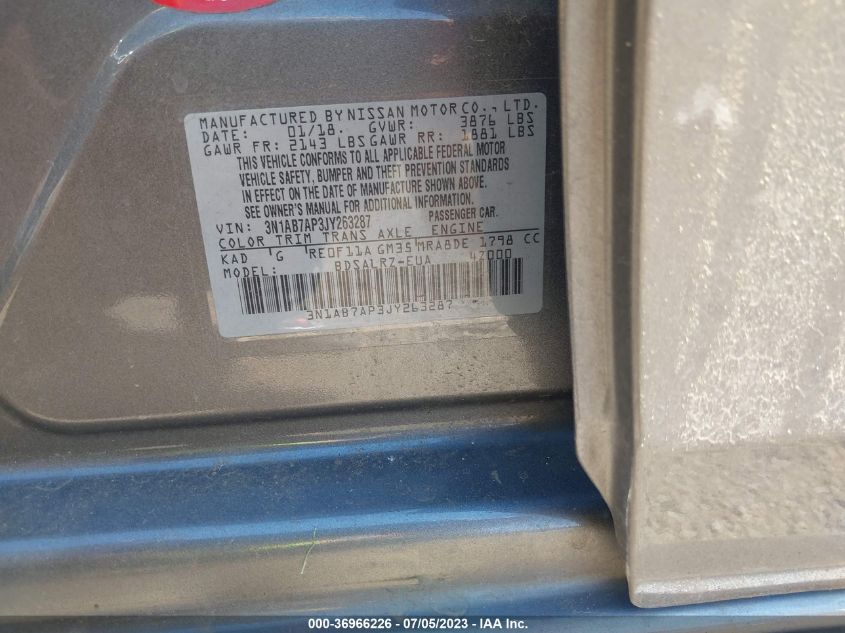 MANUFACTURED BY NISSAN MOTOR CO., LTD.
DATE: 01/18. GVWR: 3876 LBS
GAWR FR: 2143 LBS GAWR RR: 1881 LBS
THIS VEHICLE CONFORMS TO ALL APPLICABLE FEDERAL MOTOR
VEHICLE SAFETY, BUMPER AND THEFT PREVENTION STANDARDS
IN EFFECT ON THE DATE OF MANUFACTURE SHOWN ABOVE.
SEE OWNER'S MANUAL FOR ADDITIONAL INFORMATION.
VIN: 3N1AB7AP3JY263287 PASSENGER CAR.
COLOR TRIM TRANS AXLE ENGINE
KAD G RE0F11A GM39 MRA8DE 1798 CC
MODEL: BDSALRZ-EUA 47000
3N1AB7AP3JY263287
000-36966226 - 07/05/2023 - Copart, Inc.